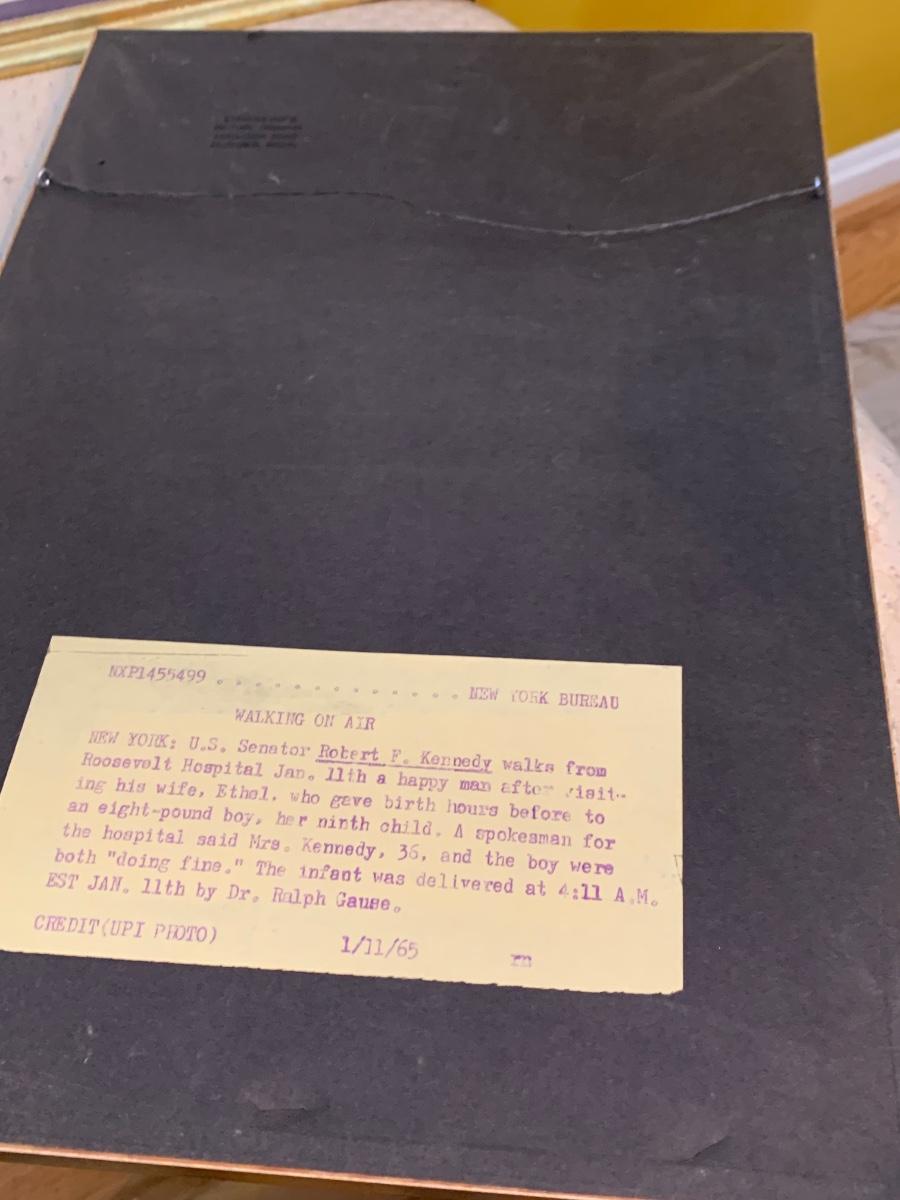 NXP1455499 . . . . . . . . . . . . . NEW YORK BUREAU
WALKING ON AIR
NEW YORK: U.S. Senator Robert F. Kennedy walks from
Roosevelt Hospital Jan. 11th a happy man after visit-
ing his wife, Ethel, who gave birth hours before to
an eight-pound boy, her ninth child. A spokesman for
the hospital said Mrs. Kennedy, 36, and the boy were
both "doing fine." The infant was delivered at 4:11 A.M.
EST JAN. 11th by Dr. Ralph Gause.
CREDIT(UPI PHOTO) 1/11/65 rm